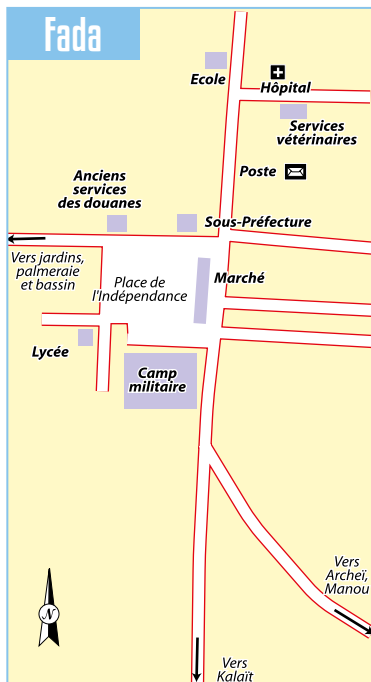 Fada
Ecole
Hôpital
Services
vétérinaires
Poste
Anciens
services
des douanes
Sous-Préfecture
Vers jardins,
palmeraie
et bassin
Place de
l'Indépendance
Marché
Lycée
Camp
militaire
Vers
Archeï,
Manou
N
Vers
Kalaït